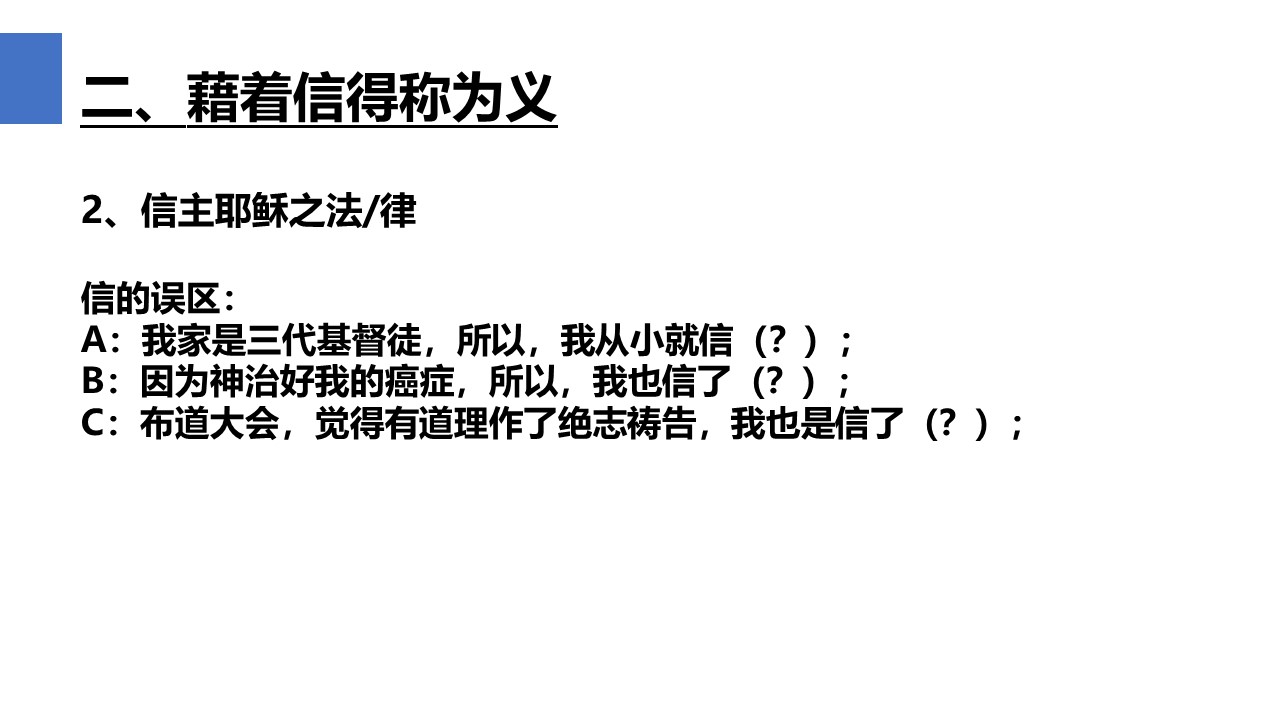 二、藉着信得称为义
2、信主耶稣之法/律
信的误区：
A：我家是三代基督徒，所以，我从小就信（？）；
B：因为神治好我的癌症，所以，我也信了（？）；
C：布道大会，觉得有道理作了绝志祷告，我也是信了（？）；